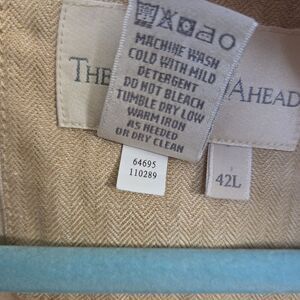 THE
AHEAD
MACHINE WASH
COLD WITH MILD
DETERGENT
DO NOT BLEACH
TUMBLE DRY LOW
WARM IRON
AS NEEDED
OR DRY CLEAN
64695
110289
42L